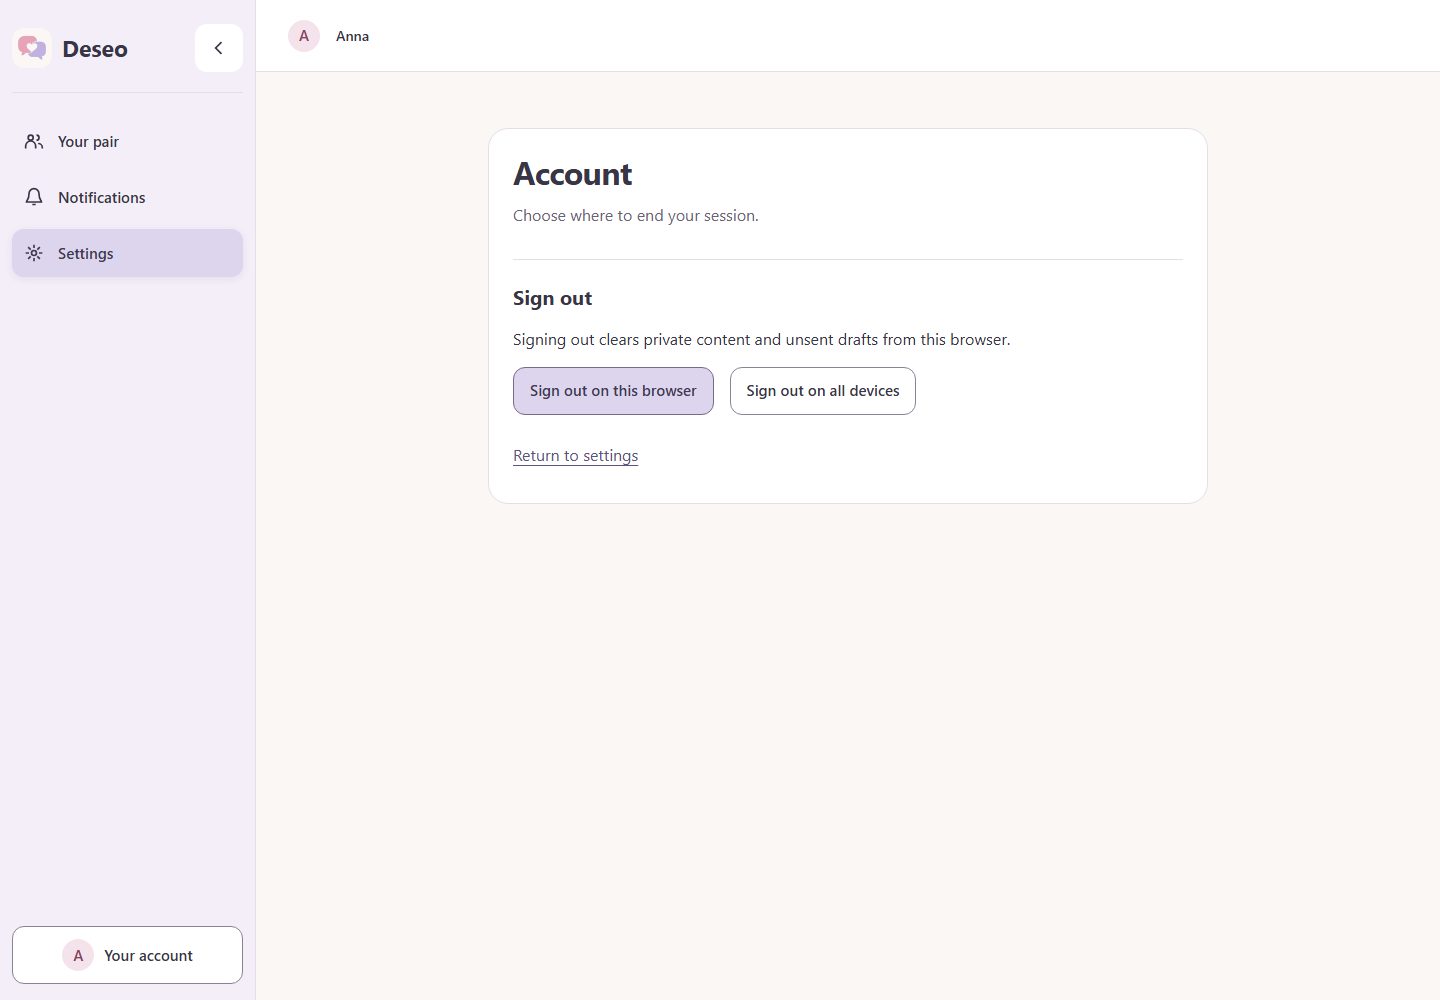 Deseo
A
Anna
Your pair
Notifications
Settings
Account
Choose where to end your session.
Sign out
Signing out clears private content and unsent drafts from this browser.
Sign out on this browser
Sign out on all devices
Return to settings
A
Your account